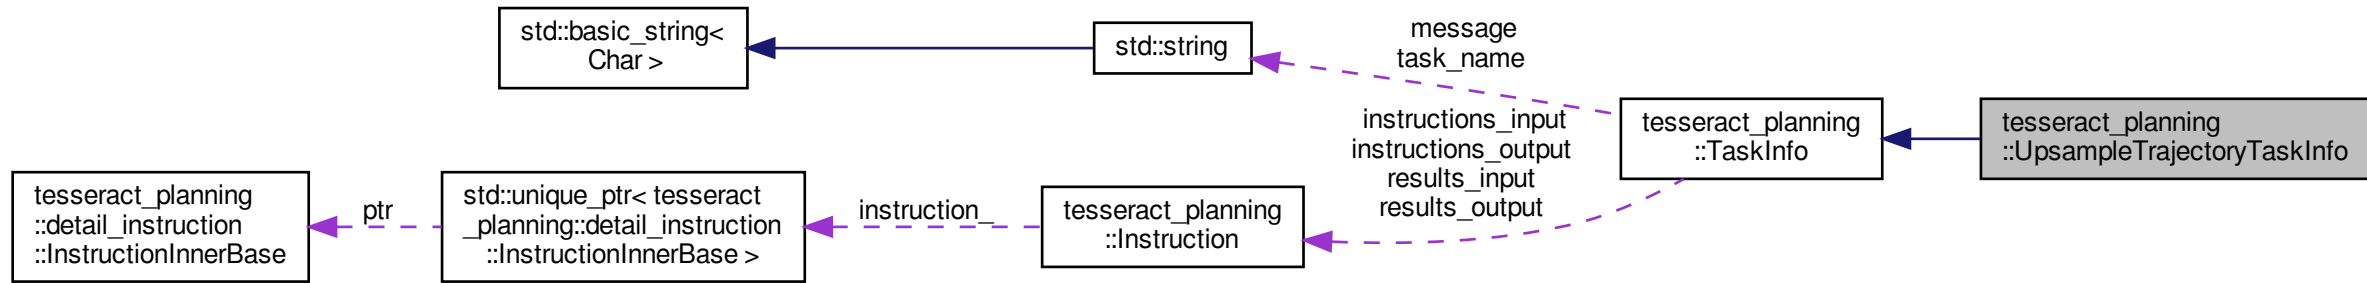 std::basic_string<
Char >
std::string
message
task_name
tesseract_planning
::TaskInfo
tesseract_planning
::UpsampleTrajectoryTaskInfo
instructions_input
instructions_output
results_input
results_output
tesseract_planning
::detail_instruction
::InstructionInnerBase
ptr
std::unique_ptr< tesseract
_planning::detail_instruction
::InstructionInnerBase >
instruction_
tesseract_planning
::Instruction